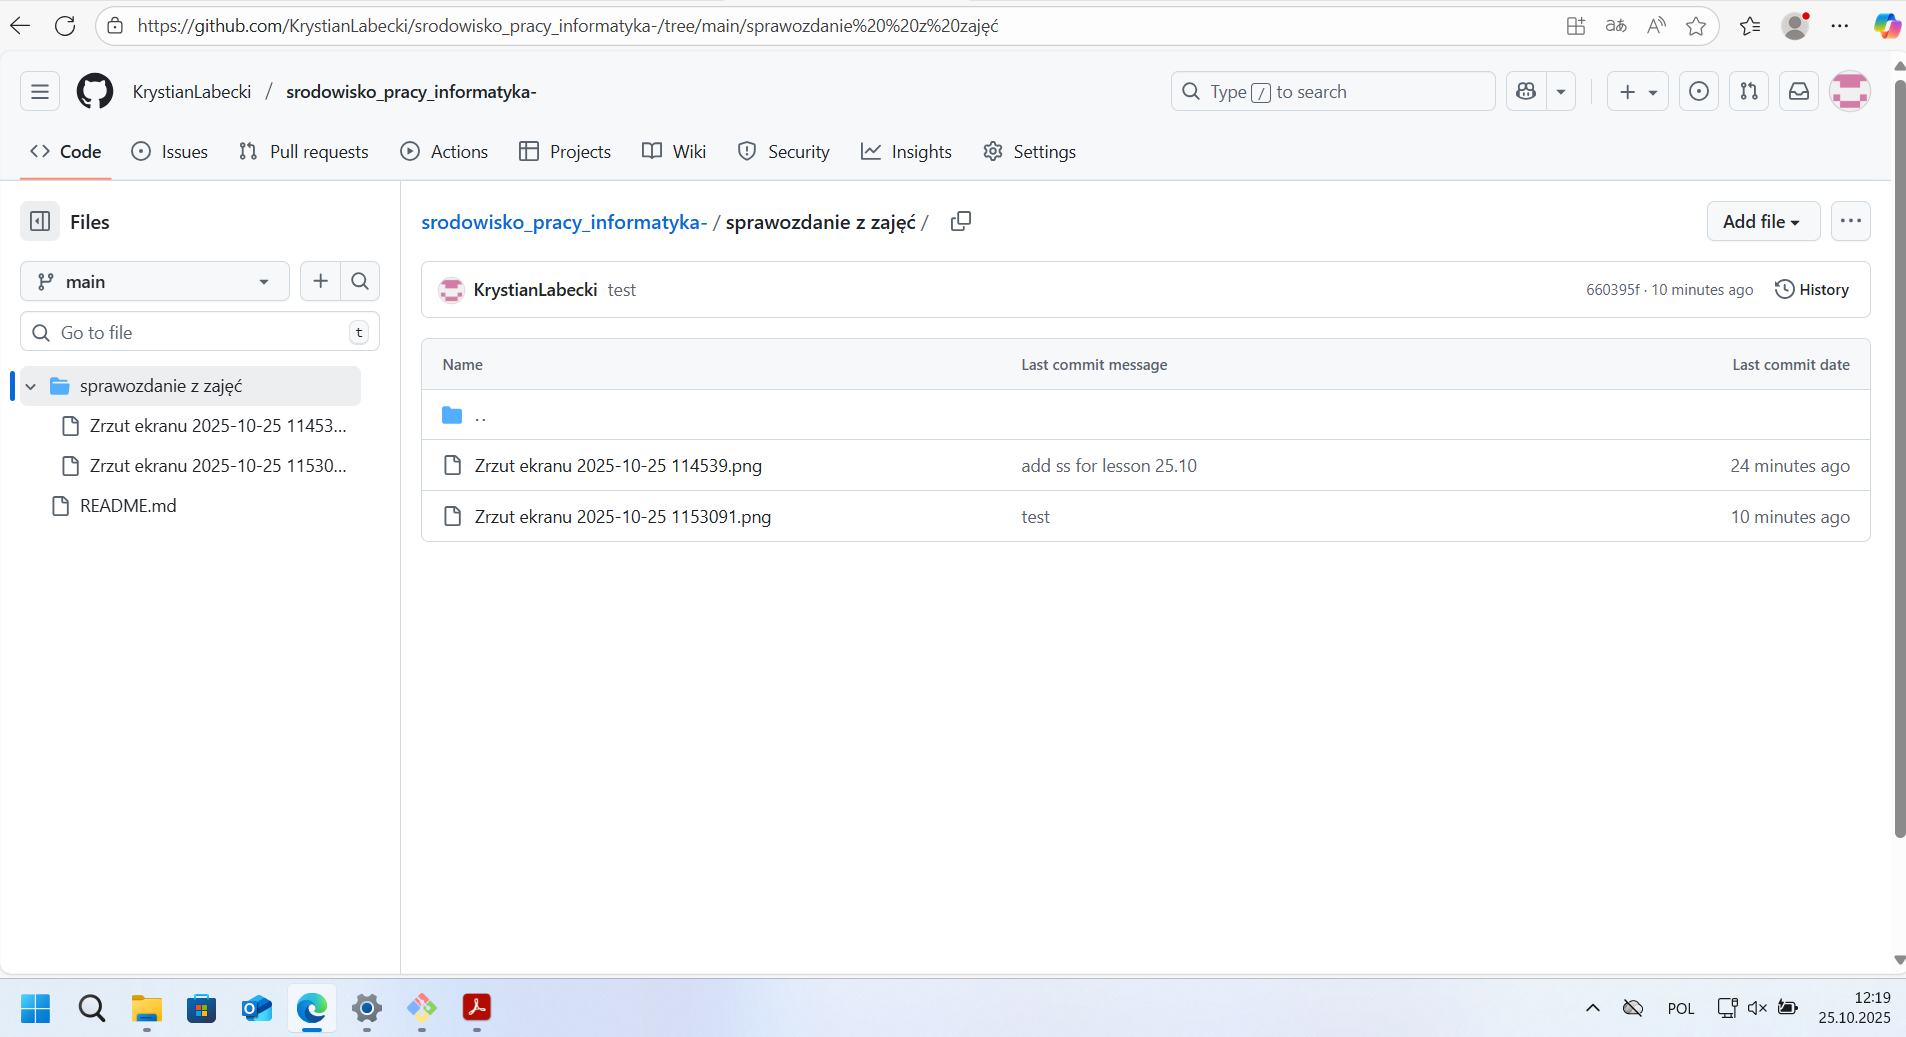 https://github.com/KrystianLabecki/srodowisko_pracy_informatyka-/tree/main/sprawozdanie%20%20z%20zajęć
KrystianLabecki / srodowisko_pracy_informatyka-
Type / to search
Code
Issues
Pull requests
Actions
Projects
Wiki
Security
Insights
Settings
Files
main
Go to file
t
sprawozdanie z zajęć
Zrzut ekranu 2025-10-25 11453...
Zrzut ekranu 2025-10-25 11530...
README.md
srodowisko_pracy_informatyka- / sprawozdanie z zajęć /
Add file
KrystianLabecki test
660395f · 10 minutes ago
History
Name Last commit message Last commit date
..
Zrzut ekranu 2025-10-25 114539.png add ss for lesson 25.10 24 minutes ago
Zrzut ekranu 2025-10-25 1153091.png test 10 minutes ago
POL
12:19
25.10.2025